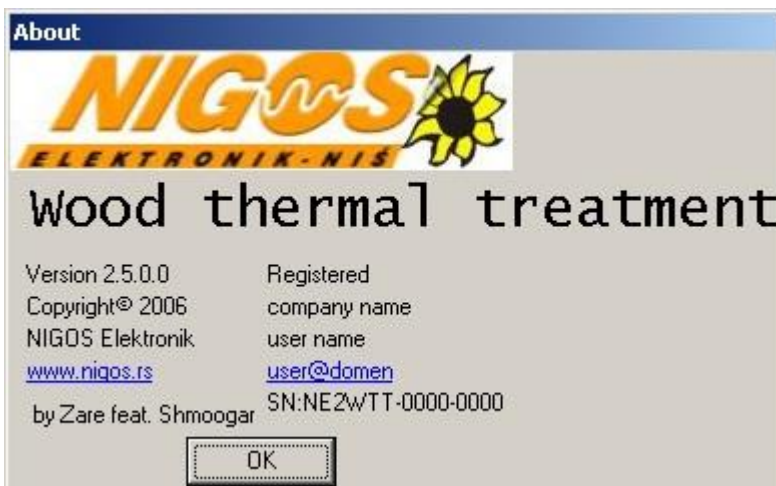 About
NIGOS
ELEKTRONIK-NIŠ
Wood thermal treatment
Version 2.5.0.0
Copyright© 2006
NIGOS Elektronik
www.nigos.rs
by Zare feat. Shmoogar
Registered
company name
user name
user@domen
SN:NE2WTT-0000-0000
OK